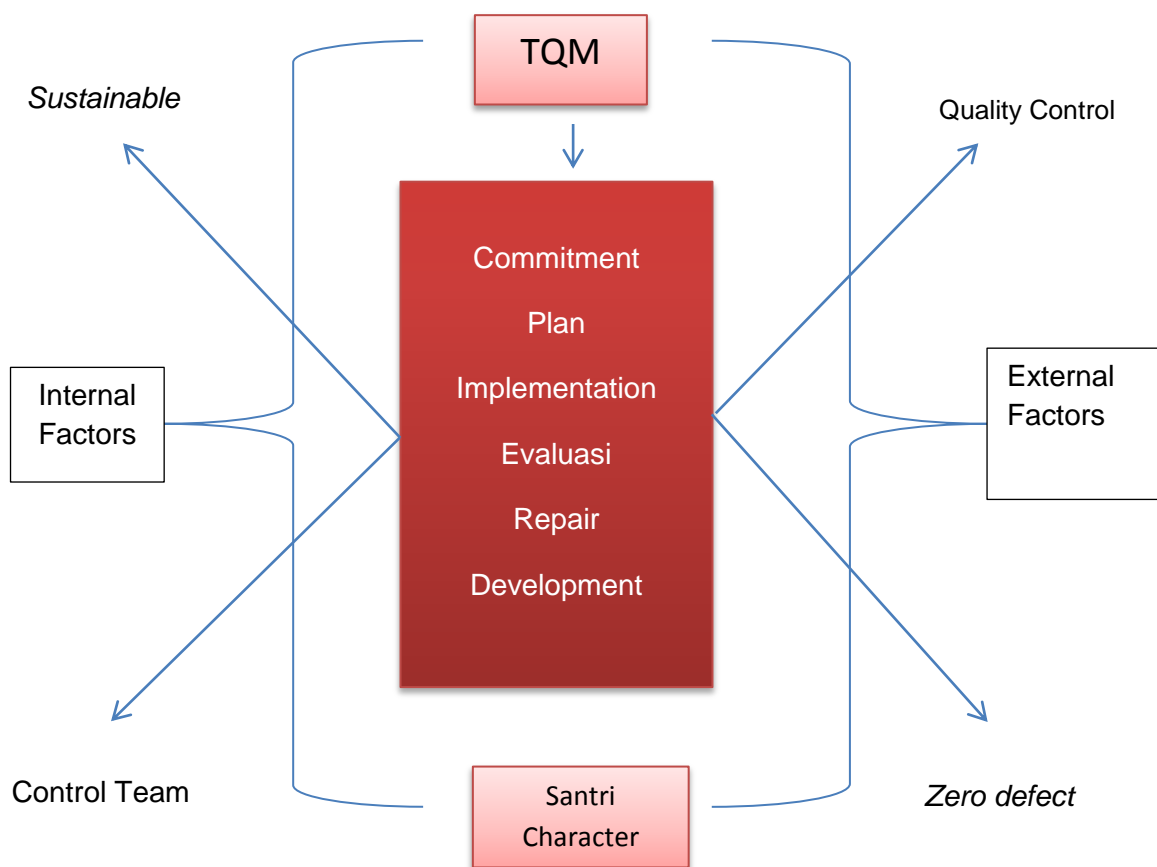 TQM
Sustainable
Quality Control
Commitment
Plan
Implementation
Evaluasi
Repair
Development
Internal
Factors
External
Factors
Control Team
Santri
Character
Zero defect